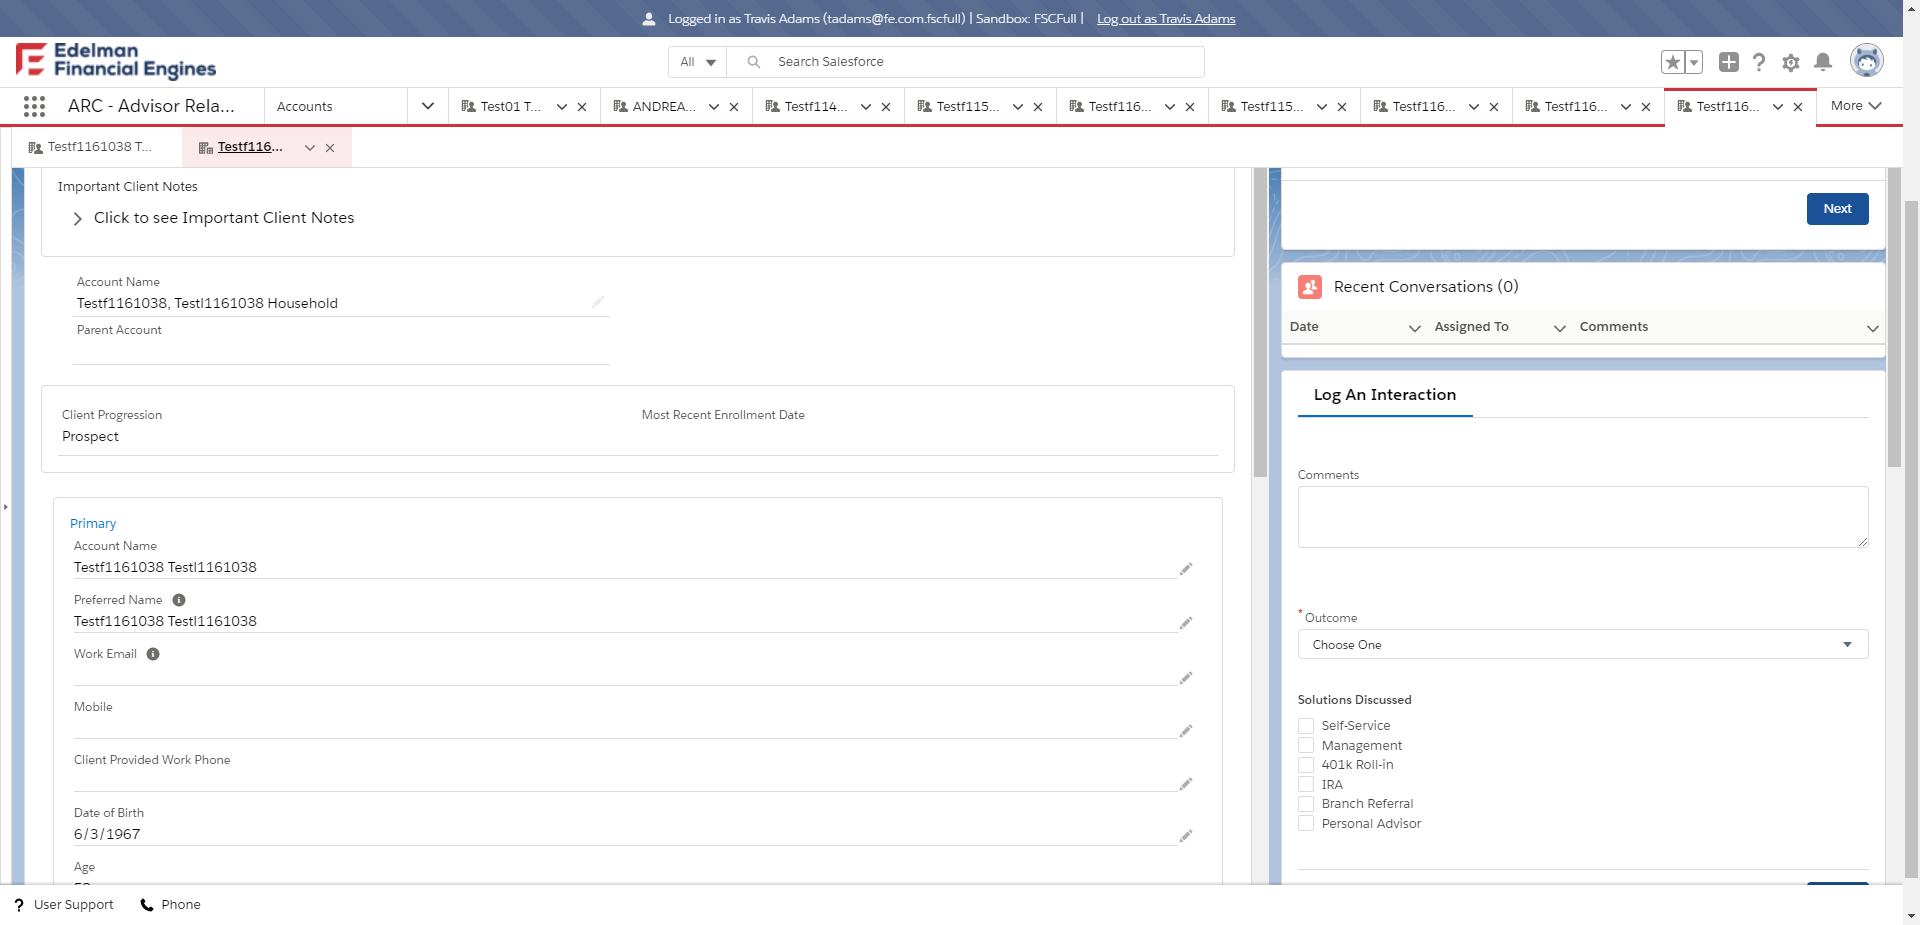 Logged in as Travis Adams (tadams@fe.com.fscfull) | Sandbox: FSCFull | Log out as Travis Adams
Edelman
Financial Engines
All
Search Salesforce
ARC - Advisor Rela...
Accounts
Test01 T...
ANDREA...
Testf114...
Testf115...
Testf116...
Testf115...
Testf116...
Testf116...
Testf116...
More
Testf1161038 T...
Testf116...
Important Client Notes
Click to see Important Client Notes
Account Name
Testf1161038, Testl1161038 Household
Parent Account
Client Progression
Prospect
Most Recent Enrollment Date
Primary
Account Name
Testf1161038 Testl1161038
Preferred Name
Testf1161038 Testl1161038
Work Email
Mobile
Client Provided Work Phone
Date of Birth
6/3/1967
Age
Next
Recent Conversations (0)
Date
Assigned To
Comments
Log An Interaction
Comments
*Outcome
Choose One
Solutions Discussed
Self-Service
Management
401k Roll-in
IRA
Branch Referral
Personal Advisor
User Support
Phone